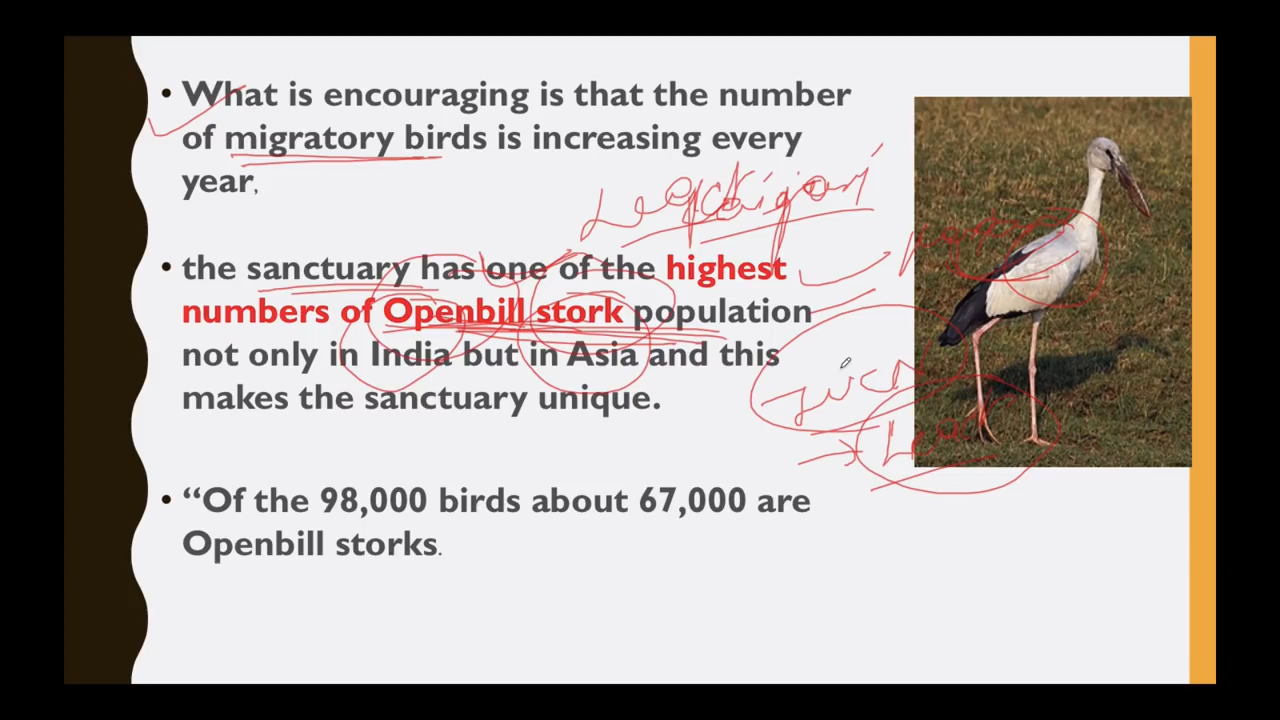 • What is encouraging is that the number
of migratory birds is increasing every
year,
• the sanctuary has one of the highest
numbers of Openbill stork population
not only in India but in Asia and this
makes the sanctuary unique.
• “Of the 98,000 birds about 67,000 are
Openbill storks.